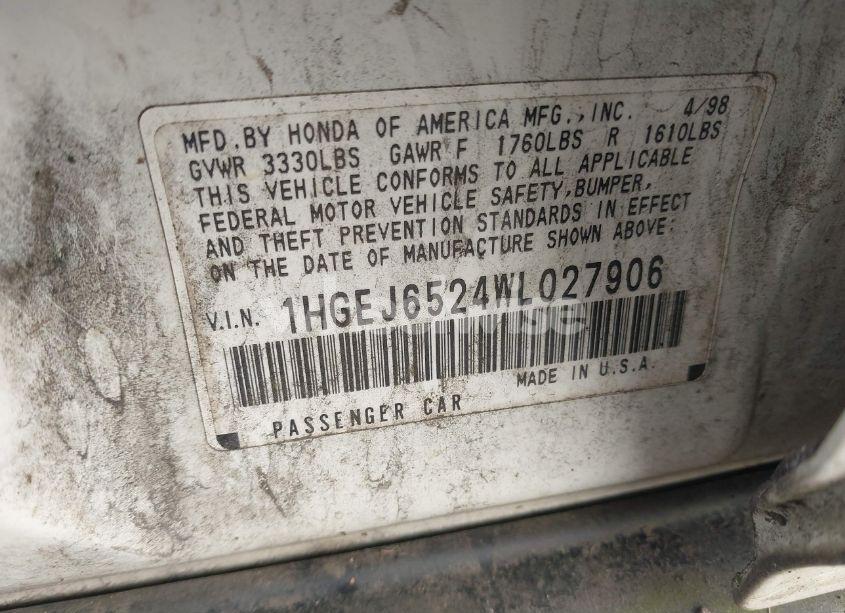 MFD.BY HONDA OF AMERICA MFG.,INC. 4/98
GVWR 3330LBS GAWR F 1760LBS R 1610LBS
THIS VEHICLE CONFORMS TO ALL APPLICABLE
FEDERAL MOTOR VEHICLE SAFETY,BUMPER,
AND THEFT PREVENTION STANDARDS IN EFFECT
ON THE DATE OF MANUFACTURE SHOWN ABOVE:
V.I.N. 1HGEJ6524WL027906
MADE IN U.S.A.
PASSENGER CAR